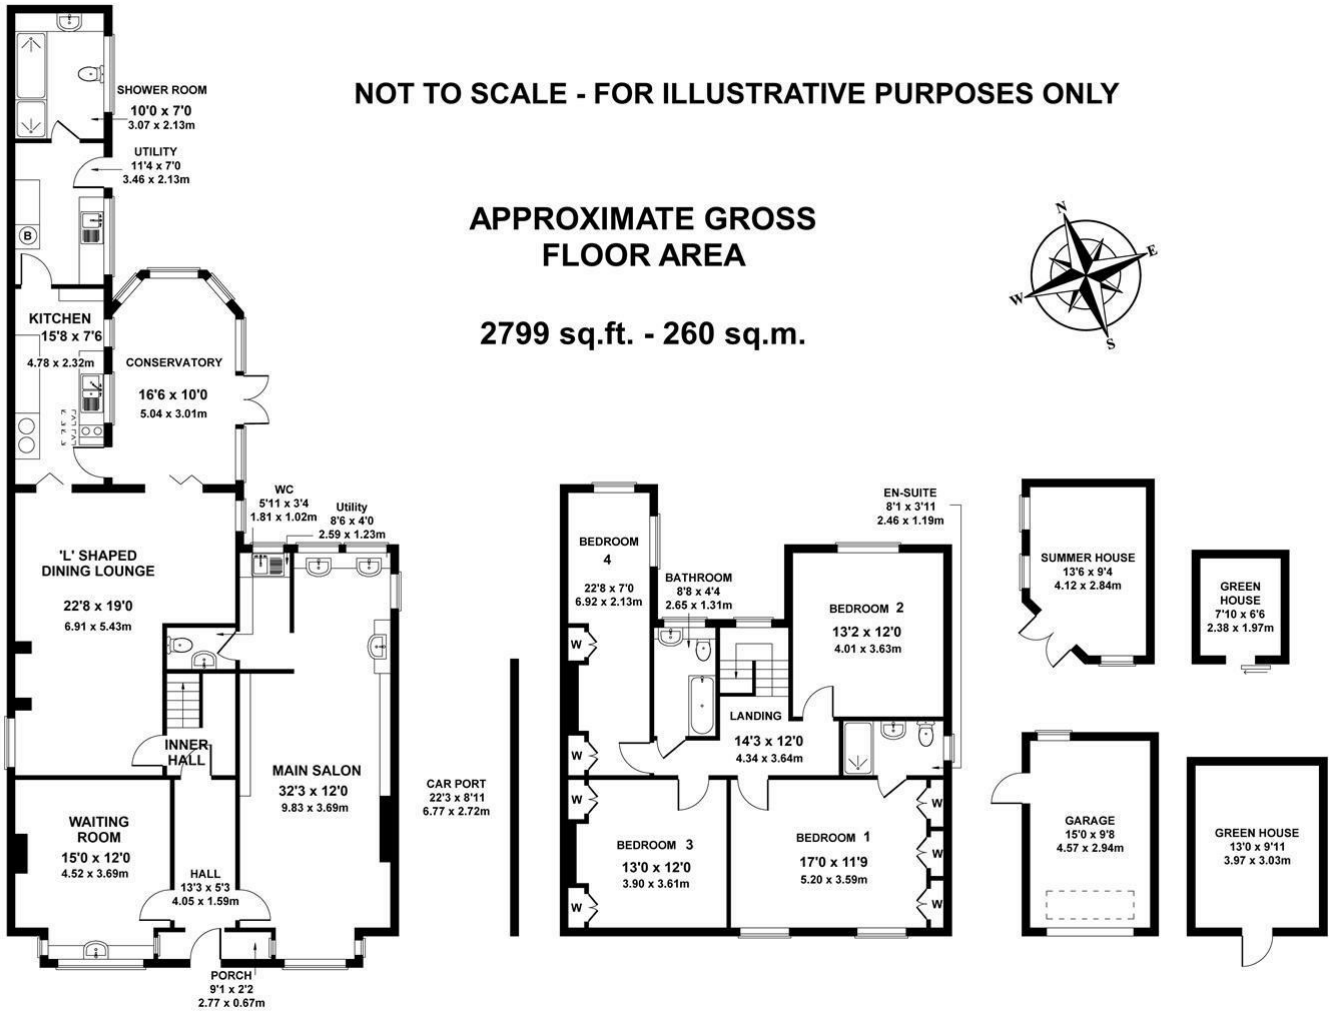 NOT TO SCALE - FOR ILLUSTRATIVE PURPOSES ONLY
APPROXIMATE GROSS
FLOOR AREA
2799 sq.ft. - 260 sq.m.
N
E
S
W
SHOWER ROOM
10'0 x 7'0
3.07 x 2.13m
UTILITY
11'4 x 7'0
3.46 x 2.13m
B
KITCHEN
15'8 x 7'6
4.78 x 2.32m
CONSERVATORY
16'6 x 10'0
5.04 x 3.01m
WC
5'11 x 3'4
1.81 x 1.02m
Utility
8'6 x 4'0
2.59 x 1.23m
'L' SHAPED
DINING LOUNGE
22'8 x 19'0
6.91 x 5.43m
INNER
HALL
MAIN SALON
32'3 x 12'0
9.83 x 3.69m
WAITING
ROOM
15'0 x 12'0
4.52 x 3.69m
HALL
13'3 x 5'3
4.05 x 1.59m
PORCH
9'1 x 2'2
2.77 x 0.67m
CAR PORT
22'3 x 8'11
6.77 x 2.72m
BEDROOM
4
22'8 x 7'0
6.92 x 2.13m
W
W
BATHROOM
8'8 x 4'4
2.65 x 1.31m
EN-SUITE
8'1 x 3'11
2.46 x 1.19m
BEDROOM 2
13'2 x 12'0
4.01 x 3.63m
LANDING
14'3 x 12'0
4.34 x 3.64m
W
BEDROOM 3
13'0 x 12'0
3.90 x 3.61m
W
BEDROOM 1
17'0 x 11'9
5.20 x 3.59m
W
W
W
SUMMER HOUSE
13'6 x 9'4
4.12 x 2.84m
GREEN
HOUSE
7'10 x 6'6
2.38 x 1.97m
GARAGE
15'0 x 9'8
4.57 x 2.94m
GREEN HOUSE
13'0 x 9'11
3.97 x 3.03m